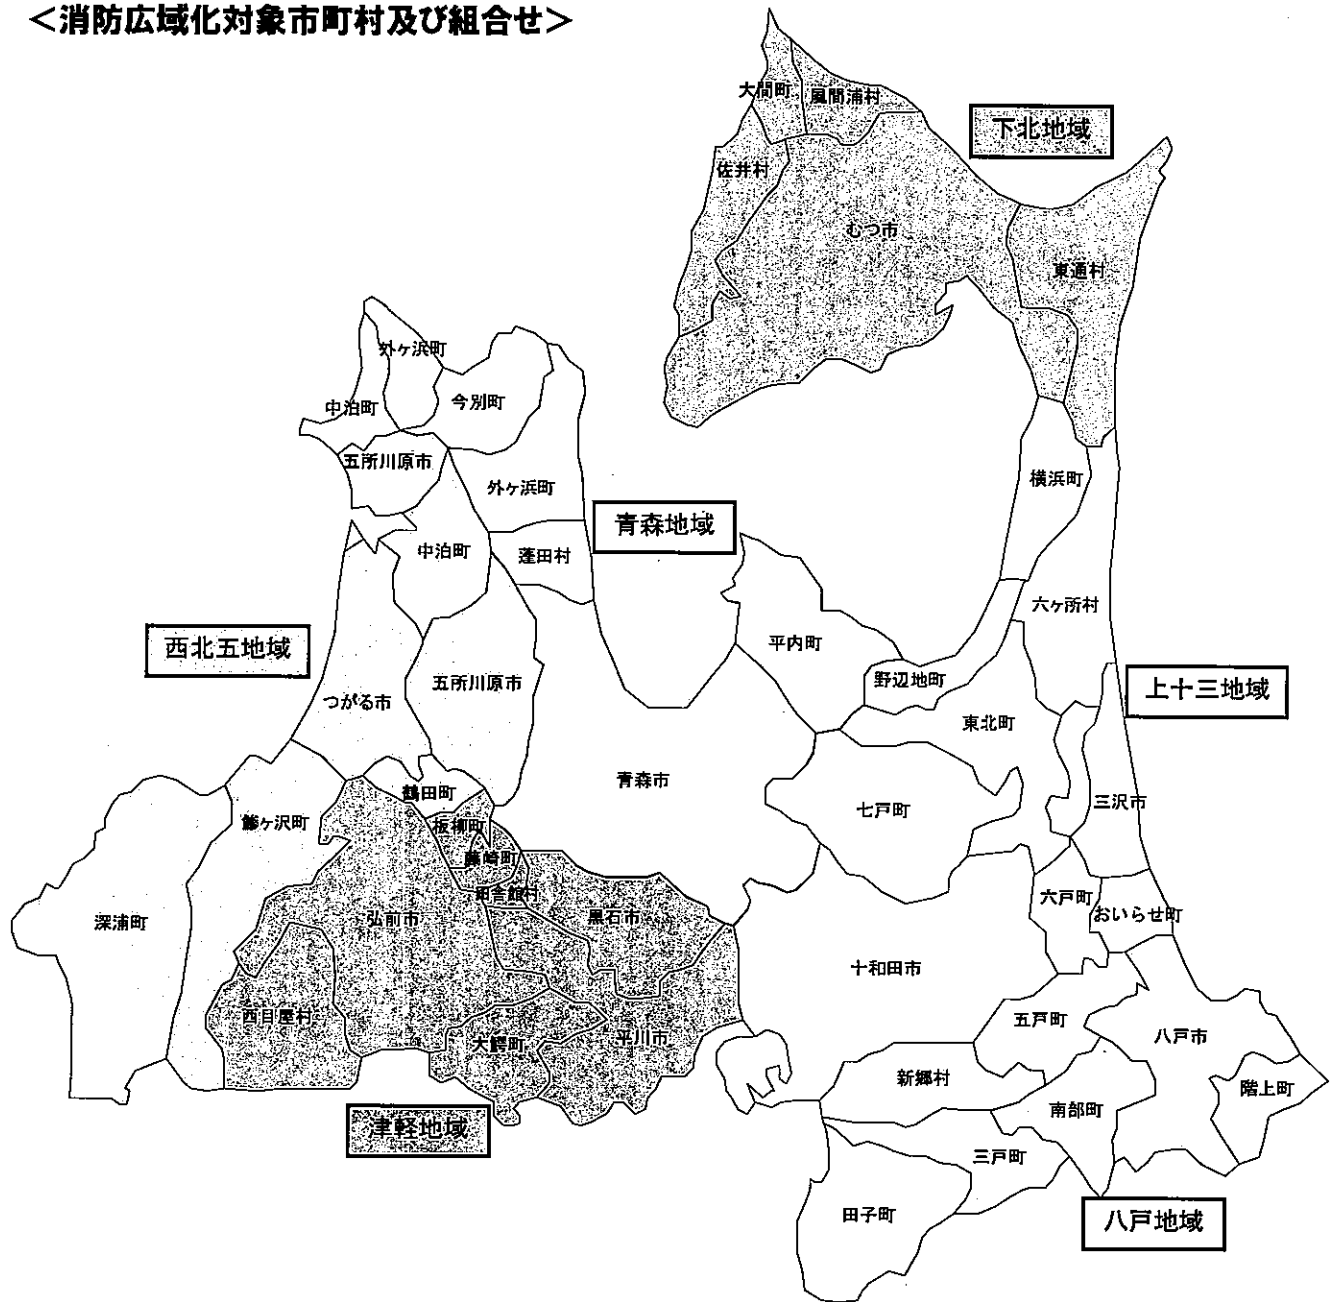 <消防広域化対象市町村及び組合せ>
大間町
風間浦村
下北地域
佐井村
むつ市
東通村
外ヶ浜町
中泊町
今別町
五所川原市
外ヶ浜町
横浜町
青森地域
中泊町
蓬田村
六ヶ所村
西北五地域
平内町
野辺地町
五所川原市
つがる市
上十三地域
東北町
青森市
鶴田町
七戸町
三沢市
鰺ヶ沢町
板柳町
藤崎町
田舎館村
六戸町
おいらせ町
深浦町
弘前市
黒石市
十和田市
西目屋村
大鰐町
平川市
五戸町
八戸市
新郷村
南部町
階上町
津軽地域
三戸町
田子町
八戸地域